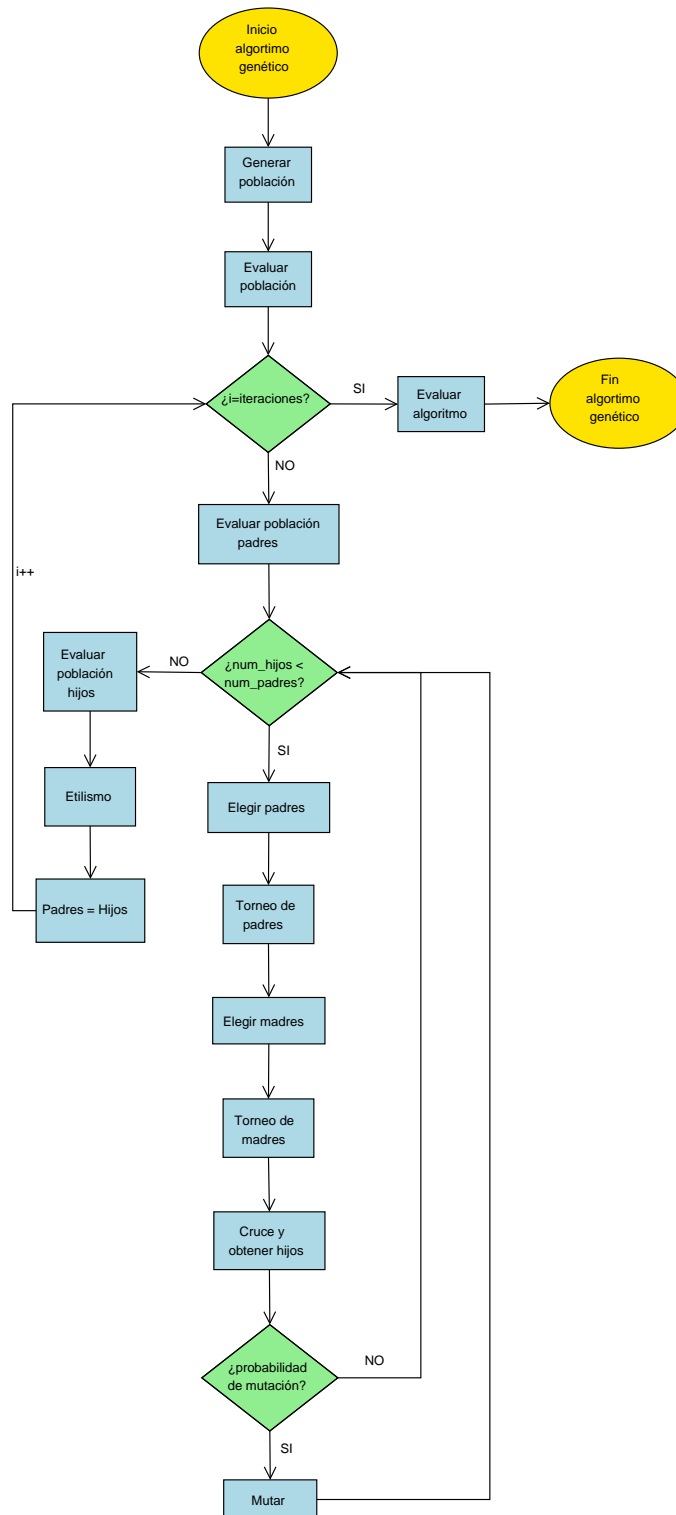 Inicio
algortimo
genético
Generar
población
Evaluar
población
¿i=iteraciones?
SI
Evaluar
algoritmo
Fin
algortimo
genético
NO
Evaluar población
padres
i++
¿num_hijos <
num_padres?
NO
Evaluar
población
hijos
SI
Etilismo
Elegir padres
Padres = Hijos
Torneo de
padres
Elegir madres
Torneo de
madres
Cruce y
obtener hijos
¿probabilidad
de mutación?
NO
SI
Mutar